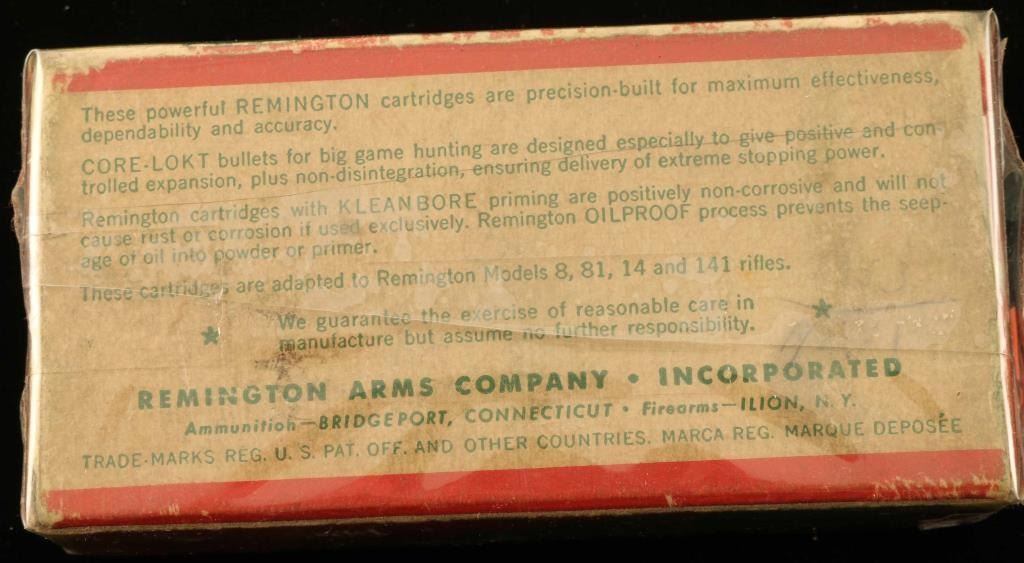 These powerful REMINGTON cartridges are precision-built for maximum effectiveness,
dependability and accuracy.
CORE-LOKT bullets for big game hunting are designed especially to give positive and con-
trolled expansion, plus non-disintegration, ensuring delivery of extreme stopping power.
Remington cartridges with KLEANBORE priming are positively non-corrosive and will not
cause rust or corrosion if used exclusively. Remington OILPROOF process prevents the seep-
age of oil into powder or primer.
These cartridges are adapted to Remington Models 8, 81, 14 and 141 rifles.
We guarantee the exercise of reasonable care in
manufacture but assume no further responsibility.
REMINGTON ARMS COMPANY • INCORPORATED
Ammunition—BRIDGEPORT, CONNECTICUT • Firearms—ILION, N. Y.
TRADE-MARKS REG. U. S. PAT. OFF. AND OTHER COUNTRIES. MARCA REG. MARQUE DEPOSÉE